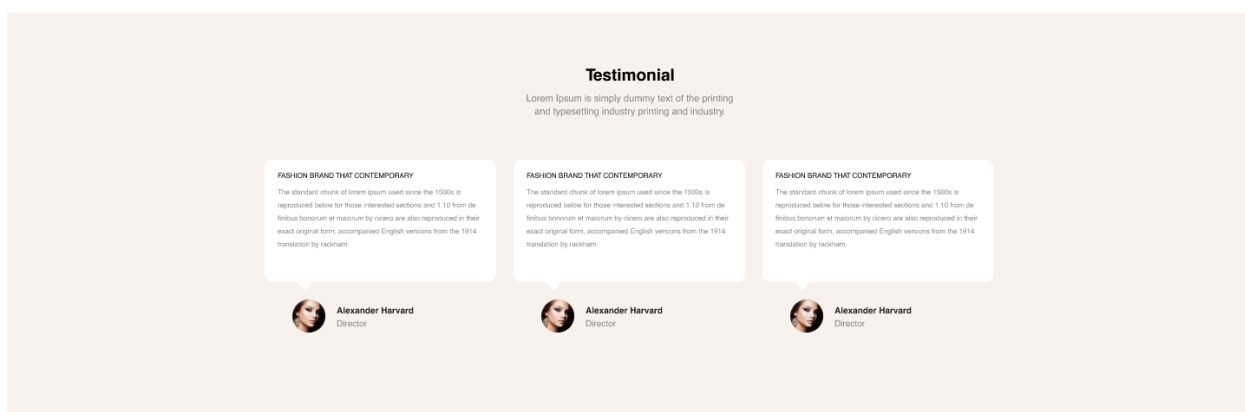 Testimonial
Lorem Ipsum is simply dummy text of the printing
and typesetting industry printing and industry.
FASHION BRAND THAT CONTEMPORARY
The standard chunk of lorem ipsum used since the 1500s is
reproduced below for those interested sections and 1.10 from de
finibus bonorum et malorum by cicero are also reproduced in their
exact original form, accompanied English versions from the 1914
translation by rackham.
Alexander Harvard
Director
FASHION BRAND THAT CONTEMPORARY
The standard chunk of lorem ipsum used since the 1500s is
reproduced below for those interested sections and 1.10 from de
finibus bonorum et malorum by cicero are also reproduced in their
exact original form, accompanied English versions from the 1914
translation by rackham.
Alexander Harvard
Director
FASHION BRAND THAT CONTEMPORARY
The standard chunk of lorem ipsum used since the 1500s is
reproduced below for those interested sections and 1.10 from de
finibus bonorum et malorum by cicero are also reproduced in their
exact original form, accompanied English versions from the 1914
translation by rackham.
Alexander Harvard
Director